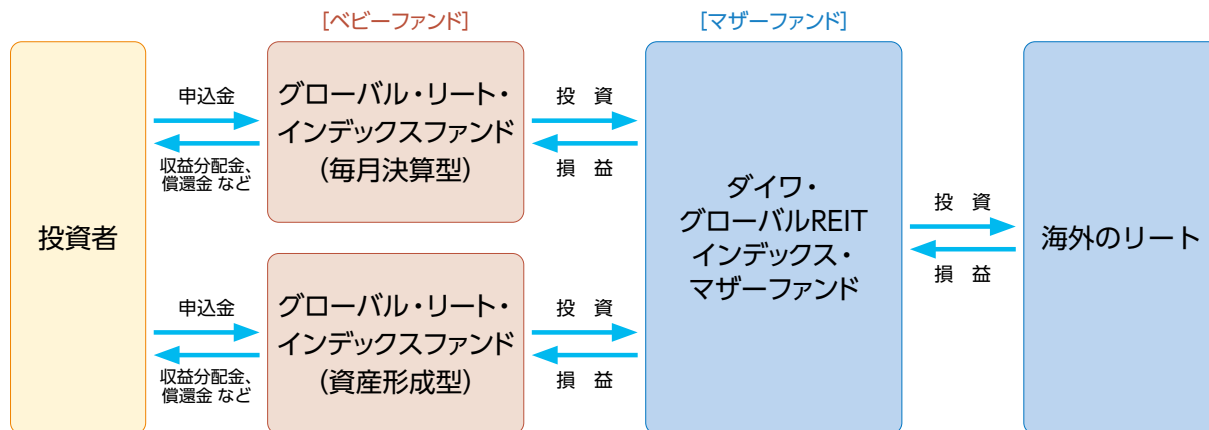 [ベビーファンド]
[マザーファンド]
投資者
申込金
収益分配金、
償還金 など
グローバル・リート・
インデックスファンド
(毎月決算型)
投 資
損 益
申込金
収益分配金、
償還金 など
グローバル・リート・
インデックスファンド
(資産形成型)
投 資
損 益
ダイワ・
グローバルREIT
インデックス・
マザーファンド
投 資
損 益
海外のリート